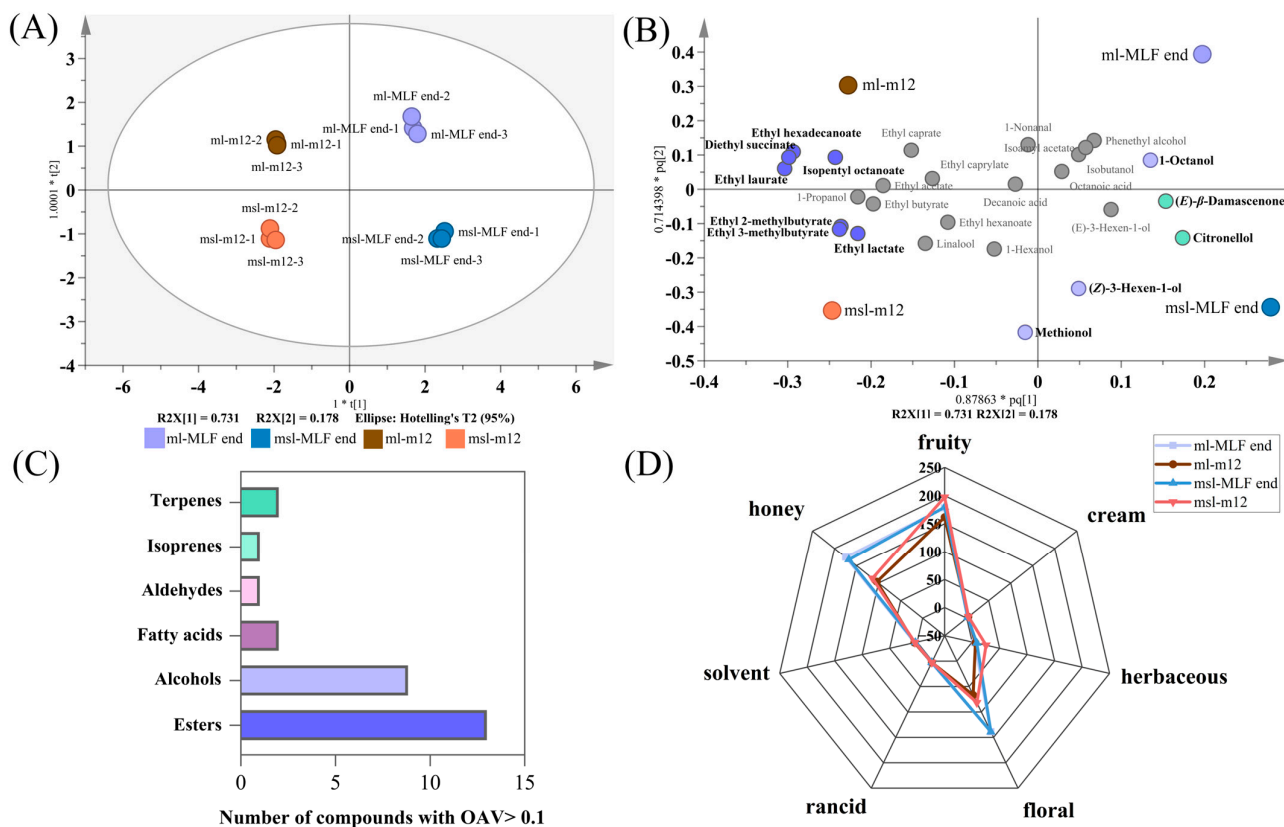 (A)
3
2
1
0
-1
-2
-3
-4
1.0001 * t[2]
ml-MLF end-2
ml-MLF end-1
ml-MLF end-3
ml-m12-2
ml-m12-1
ml-m12-3
msl-m12-2
msl-m12-1
msl-m12-3
msl-MLF end-1
msl-MLF end-2
msl-MLF end-3
-6 -4 -2 0 2 4 6
1 * t[1]
R2X[1] = 0.731 R2X[2] = 0.178 Ellipse: Hotelling's T2 (95%)
ml-MLF end msl-MLF end ml-m12 msl-m12
(B)
0.4
0.3
0.2
0.1
-0
-0.1
-0.2
-0.3
-0.4
-0.5
0.714398 * pq[2]
ml-MLF end
ml-m12
Ethyl hexadecanoate
Diethyl succinate
Ethyl laurate
Isopentyl octanoate
Ethyl caprate
1-Nonanal
Isoamyl acetate
Phenethyl alcohol
Isobutanol
1-Octanol
Ethyl caprylate
Octanoic acid
Ethyl acetate
1-Propanol
Ethyl butyrate
Decanoic acid
(E)-β-Damascenone
Ethyl 2-methylbutyrate
Ethyl 3-methylbutyrate
Ethyl lactate
Ethyl hexanoate
(E)-3-Hexen-1-ol
Linalool
1-Hexanol
Citronellol
(Z)-3-Hexen-1-ol
msl-m12
msl-MLF end
Methionol
-0.3 -0.2 -0.1 0 0.1 0.2
0.87863 * pq[1]
R2X[1] = 0.731 R2X[2] = 0.178
(C)
Terpenes
Isoprenes
Aldehydes
Fatty acids
Alcohols
Esters
0 5 10 15
Number of compounds with OAV> 0.1
(D)
ml-MLF end
ml-m12
msl-MLF end
msl-m12
fruity
cream
herbaceous
floral
rancid
solvent
honey
250
200
150
100
50
0
-50